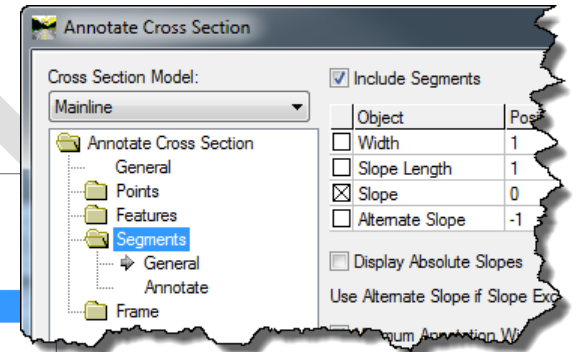 Annotate Cross Section
Cross Section Model:
Mainline
Annotate Cross Section
General
Points
Features
Segments
General
Annotate
Frame
Include Segments
Object
Width 1
Slope Length 1
Slope 0
Alternate Slope -1
Display Absolute Slopes
Use Alternate Slope if Slope
Annotation